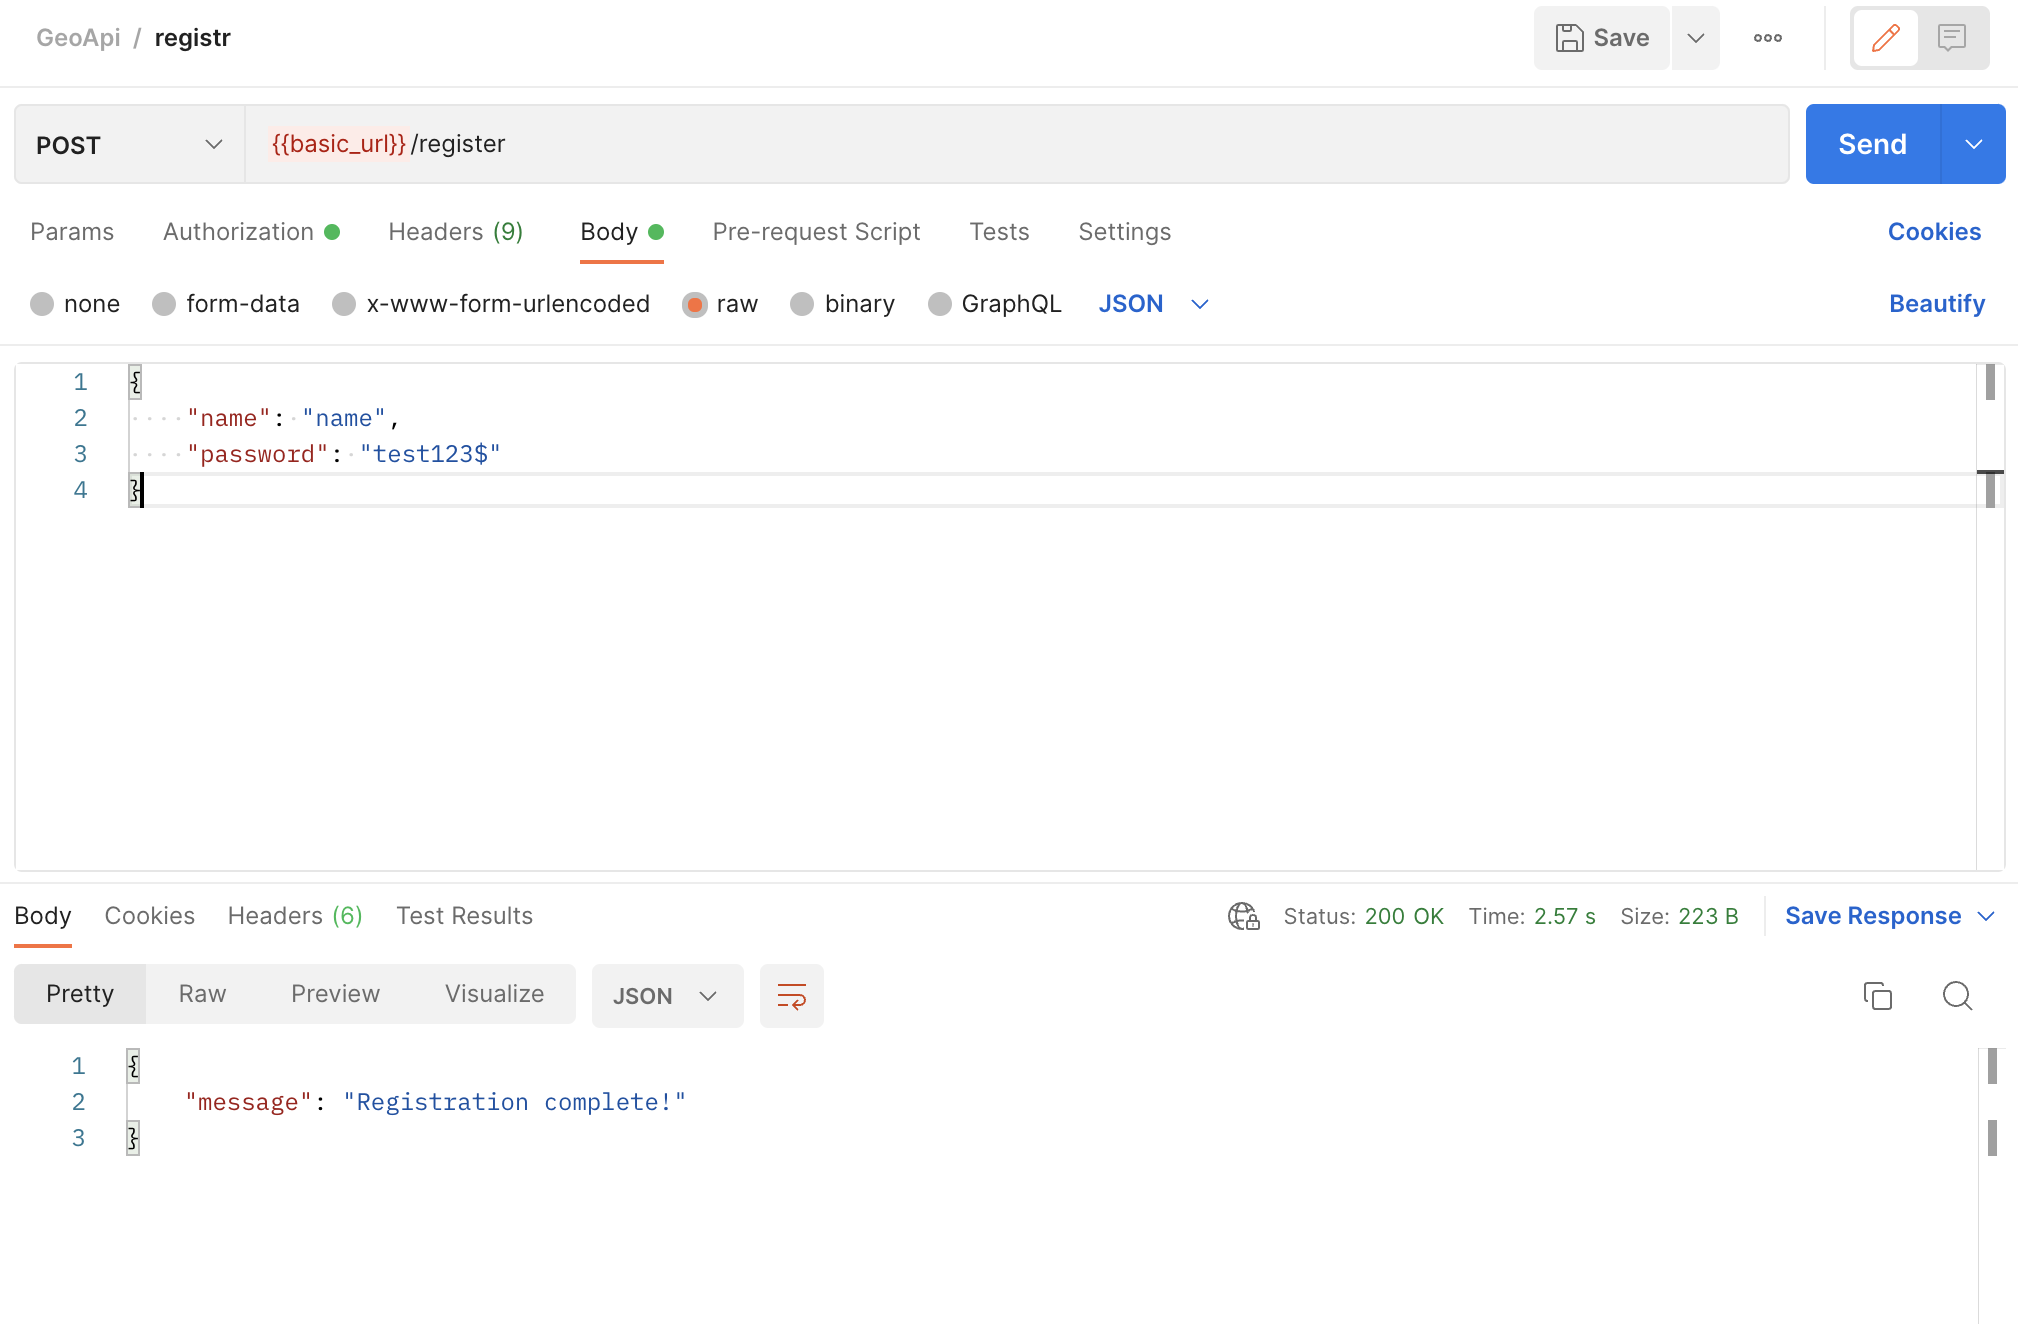 GeoApi / registr
Save
POST {{basic_url}}/register Send
Params Authorization Headers (9) Body Pre-request Script Tests Settings Cookies
none form-data x-www-form-urlencoded raw binary GraphQL JSON Beautify
1 {
2 "name": "name",
3 "password": "test123$"
4 }
Body Cookies Headers (6) Test Results Status: 200 OK Time: 2.57 s Size: 223 B Save Response
Pretty Raw Preview Visualize JSON
1 {
2 "message": "Registration complete!"
3 }